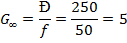 G∞ = Đ/f = 250/50 = 5